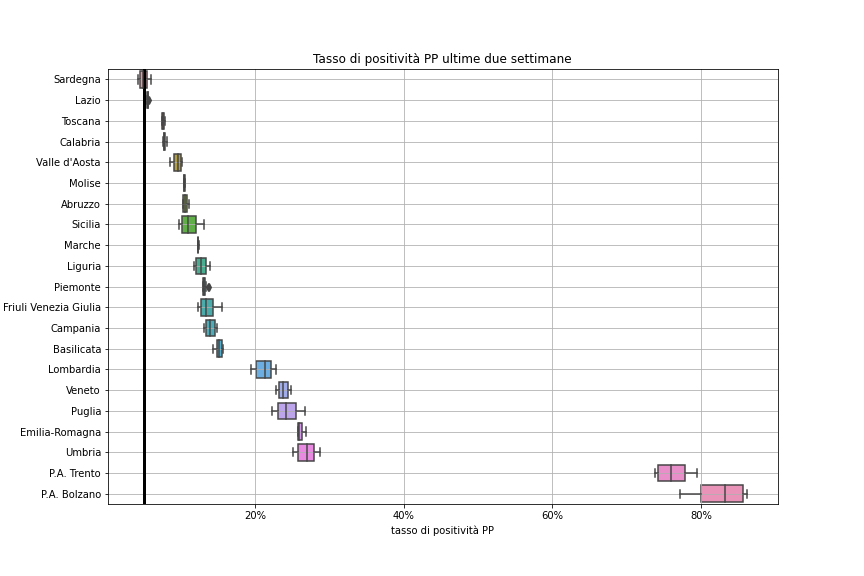 Tasso di positività PP ultime due settimane
Sardegna
Lazio
Toscana
Calabria
Valle d'Aosta
Molise
Abruzzo
Sicilia
Marche
Liguria
Piemonte
Friuli Venezia Giulia
Campania
Basilicata
Lombardia
Veneto
Puglia
Emilia-Romagna
Umbria
P.A. Trento
P.A. Bolzano
20% 40% 60% 80%
tasso di positività PP